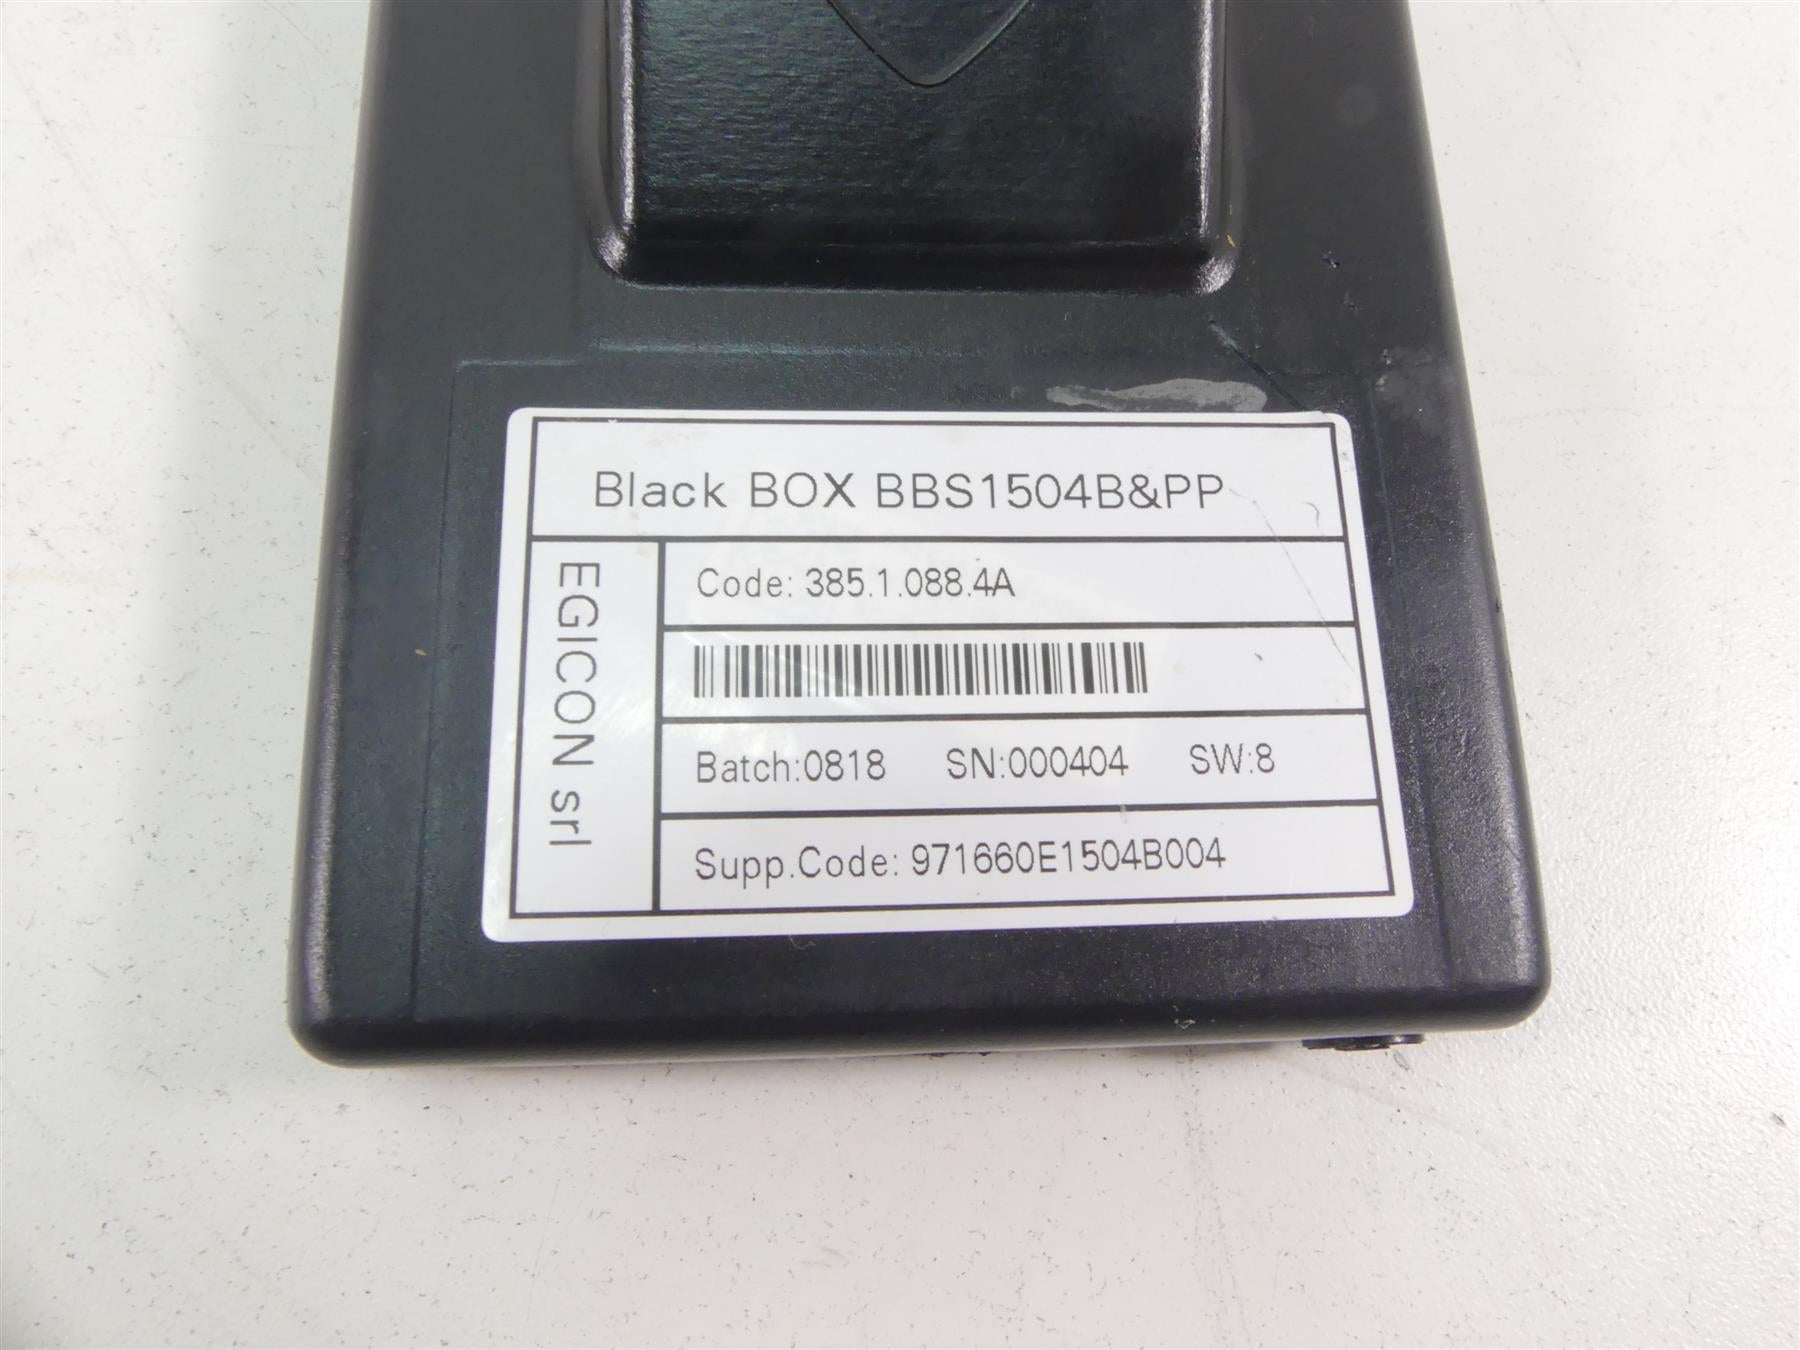 Black BOX BBS1504B&PP
EGICON srl
Code: 385.1.088.4A
Batch:0818 SN:000404 SW:8
Supp.Code: 971660E1504B004